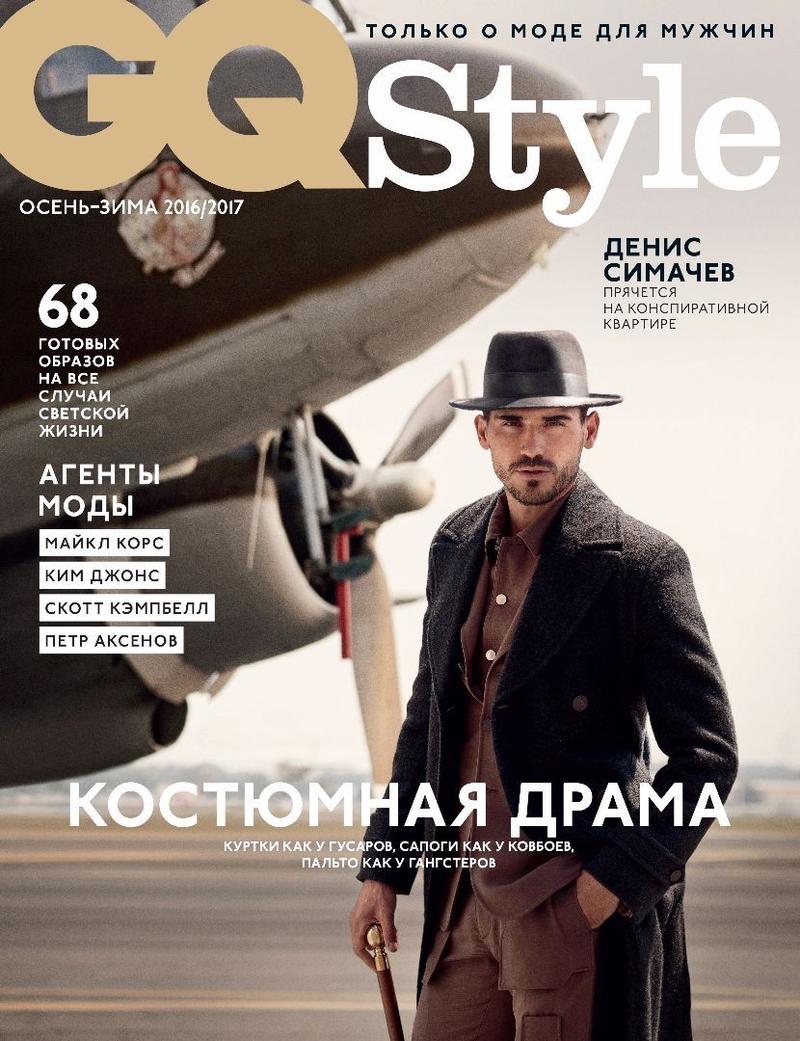 ТОЛЬКО О МОДЕ ДЛЯ МУЖЧИН
GQStyle
ОСЕНЬ–ЗИМА 2016/2017
ДЕНИС
СИМАЧЕВ
ПРЯЧЕТСЯ
НА КОНСПИРАТИВНОЙ
КВАРТИРЕ
68
ГОТОВЫХ
ОБРАЗОВ
НА ВСЕ
СЛУЧАИ
СВЕТСКОЙ
ЖИЗНИ
АГЕНТЫ
МОДЫ
МАЙКЛ КОРС
КИМ ДЖОНС
СКОТТ КЭМПБЕЛЛ
ПЕТР АКСЕНОВ
КОСТЮМНАЯ ДРАМА
КУРТКИ КАК У ГУСАРОВ, САПОГИ КАК У КОВБОЕВ,
ПАЛЬТО КАК У ГАНГСТЕРОВ